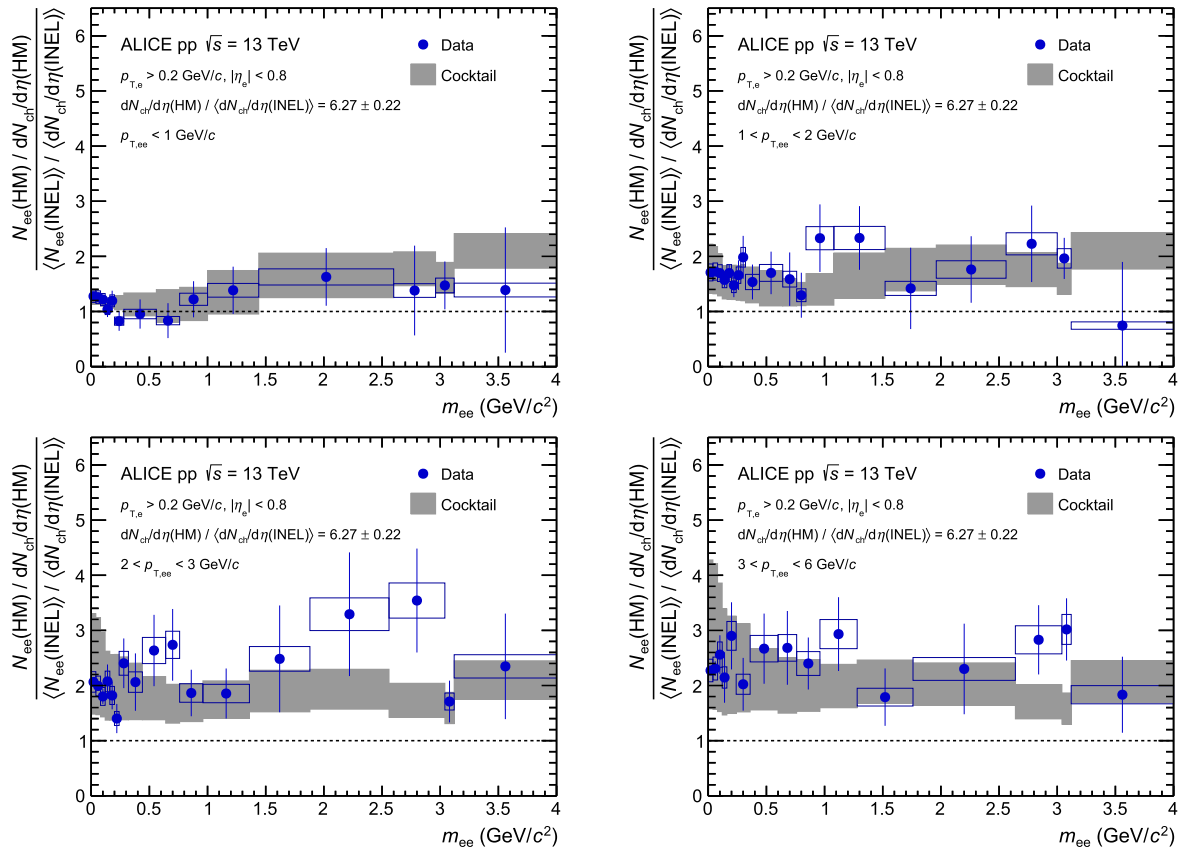 N_ee(HM) / dN_ch/dη(HM)
⟨N_ee(INEL)⟩ / ⟨dN_ch/dη(INEL)⟩
6
5
4
3
2
1
0
ALICE pp √s = 13 TeV
p_T,e > 0.2 GeV/c, |η_e| < 0.8
dN_ch/dη(HM) / ⟨dN_ch/dη(INEL)⟩ = 6.27 ± 0.22
p_T,ee < 1 GeV/c
Data
Cocktail
0 0.5 1 1.5 2 2.5 3 3.5 4
m_ee (GeV/c²)
N_ee(HM) / dN_ch/dη(HM)
⟨N_ee(INEL)⟩ / ⟨dN_ch/dη(INEL)⟩
6
5
4
3
2
1
0
ALICE pp √s = 13 TeV
p_T,e > 0.2 GeV/c, |η_e| < 0.8
dN_ch/dη(HM) / ⟨dN_ch/dη(INEL)⟩ = 6.27 ± 0.22
1 < p_T,ee < 2 GeV/c
Data
Cocktail
0 0.5 1 1.5 2 2.5 3 3.5 4
m_ee (GeV/c²)
N_ee(HM) / dN_ch/dη(HM)
⟨N_ee(INEL)⟩ / ⟨dN_ch/dη(INEL)⟩
6
5
4
3
2
1
0
ALICE pp √s = 13 TeV
p_T,e > 0.2 GeV/c, |η_e| < 0.8
dN_ch/dη(HM) / ⟨dN_ch/dη(INEL)⟩ = 6.27 ± 0.22
2 < p_T,ee < 3 GeV/c
Data
Cocktail
0 0.5 1 1.5 2 2.5 3 3.5 4
m_ee (GeV/c²)
N_ee(HM) / dN_ch/dη(HM)
⟨N_ee(INEL)⟩ / ⟨dN_ch/dη(INEL)⟩
6
5
4
3
2
1
0
ALICE pp √s = 13 TeV
p_T,e > 0.2 GeV/c, |η_e| < 0.8
dN_ch/dη(HM) / ⟨dN_ch/dη(INEL)⟩ = 6.27 ± 0.22
3 < p_T,ee < 6 GeV/c
Data
Cocktail
0 0.5 1 1.5 2 2.5 3 3.5 4
m_ee (GeV/c²)